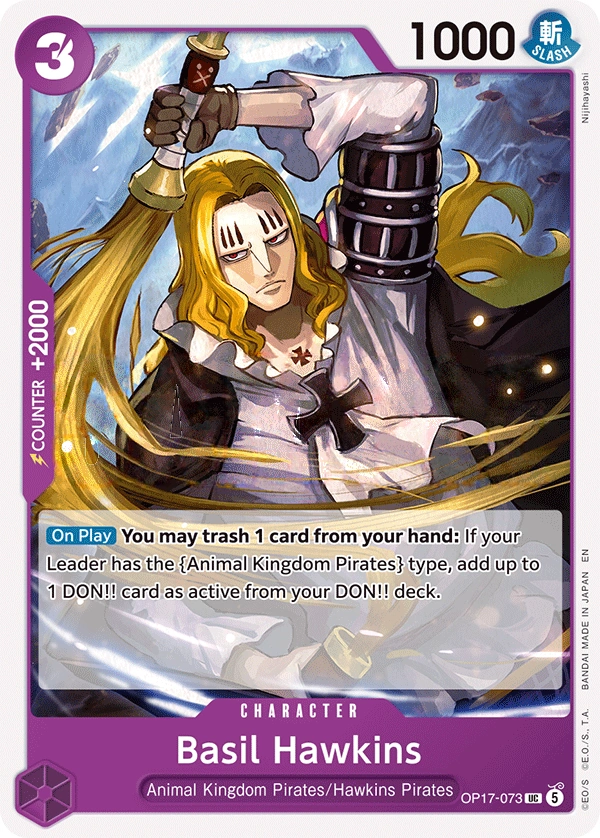 3
1000
斬
SLASH
Nijihayashi
COUNTER +2000
On Play You may trash 1 card from your hand: If your
Leader has the {Animal Kingdom Pirates} type, add up to
1 DON!! card as active from your DON!! deck.
BANDAI MADE IN JAPAN EN
©EO/S ©E.O./S., T.A.
CHARACTER
Basil Hawkins
Animal Kingdom Pirates/Hawkins Pirates
OP17-073 UC 5